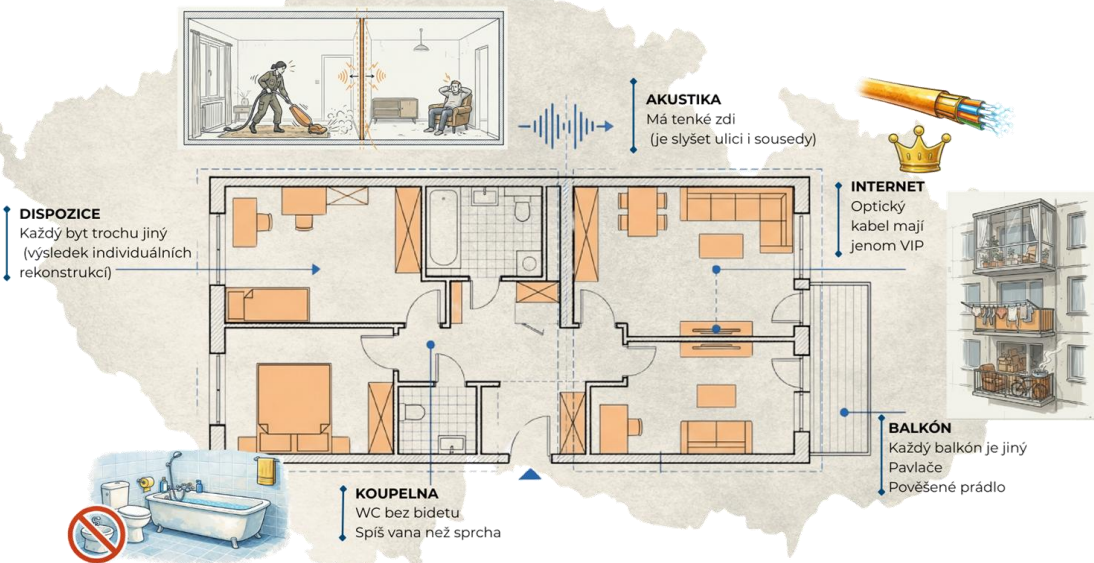 AKUSTIKA
Má tenké zdi
(je slyšet ulici i sousedy)
INTERNET
Optický
kabel mají
jenom VIP
DISPOZICE
Každý byt trochu jiný
(výsledek individuálních
rekonstrukcí)
BALKÓN
Každý balkón je jiný
Pavlače
Pověšené prádlo
KOUPELNA
WC bez bidetu
Spíš vana než sprcha